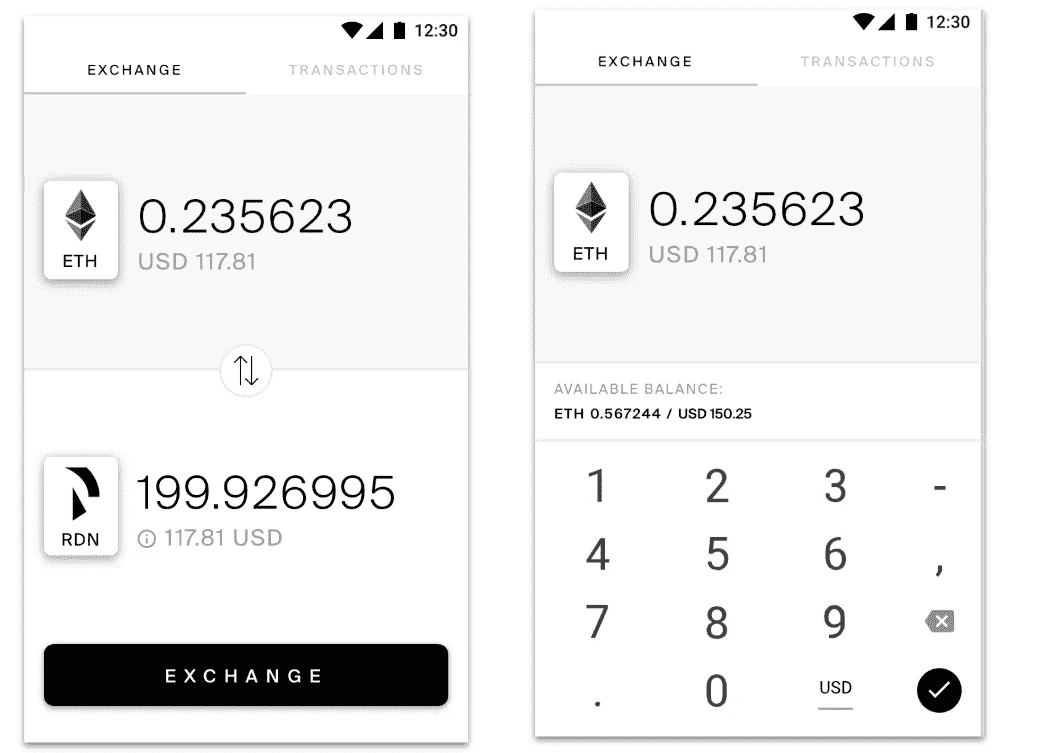 12:30
EXCHANGE TRANSACTIONS
ETH
0.235623
USD 117.81
RDN
199.926995
117.81 USD
EXCHANGE
12:30
EXCHANGE TRANSACTIONS
ETH
0.235623
USD 117.81
AVAILABLE BALANCE:
ETH 0.567244 / USD 150.25
1 2 3 -
4 5 6 ,
7 8 9
. 0 USD